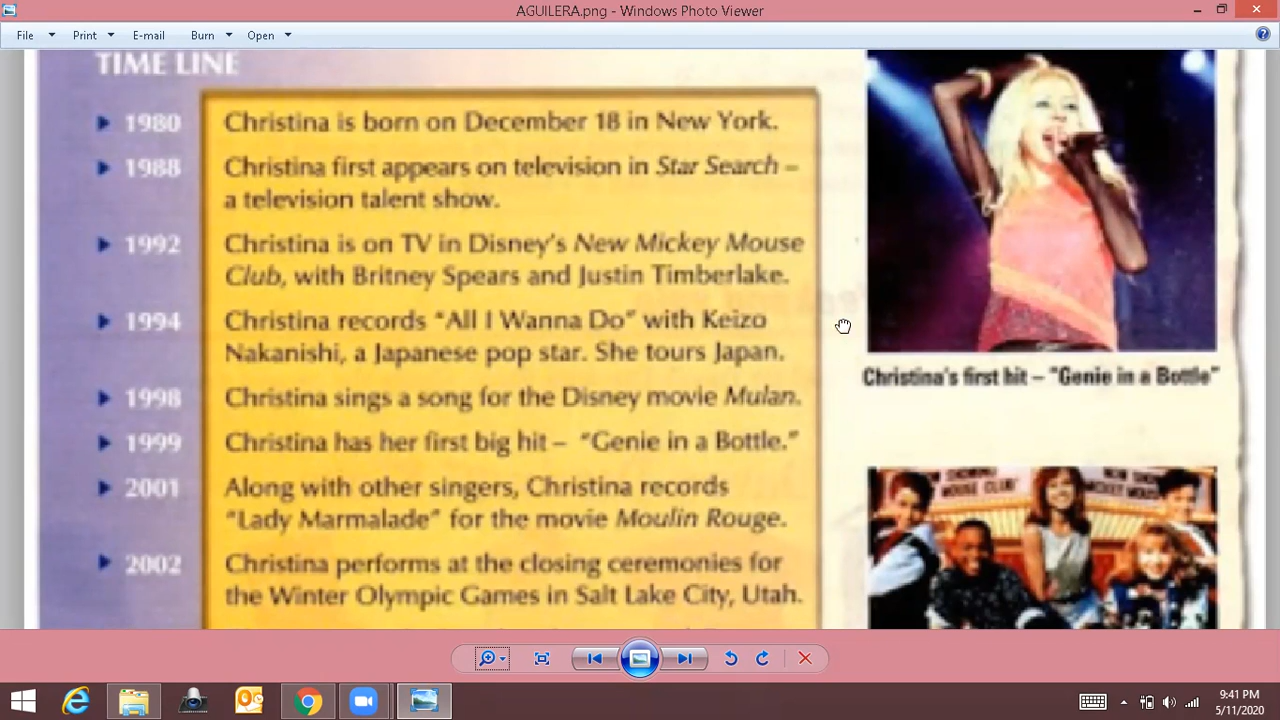 AGUILERA.png - Windows Photo Viewer
File Print E-mail Burn Open
TIME LINE
1980 Christina is born on December 18 in New York.
1988 Christina first appears on television in Star Search –
a television talent show.
1992 Christina is on TV in Disney's New Mickey Mouse
Club, with Britney Spears and Justin Timberlake.
1994 Christina records "All I Wanna Do" with Keizo
Nakanishi, a Japanese pop star. She tours Japan.
1998 Christina sings a song for the Disney movie Mulan.
1999 Christina has her first big hit – "Genie in a Bottle."
2001 Along with other singers, Christina records
"Lady Marmalade" for the movie Moulin Rouge.
2002 Christina performs at the closing ceremonies for
the Winter Olympic Games in Salt Lake City, Utah.
Christina's first hit – "Genie in a Bottle"
MOUSE CLUB
9:41 PM
5/11/2020